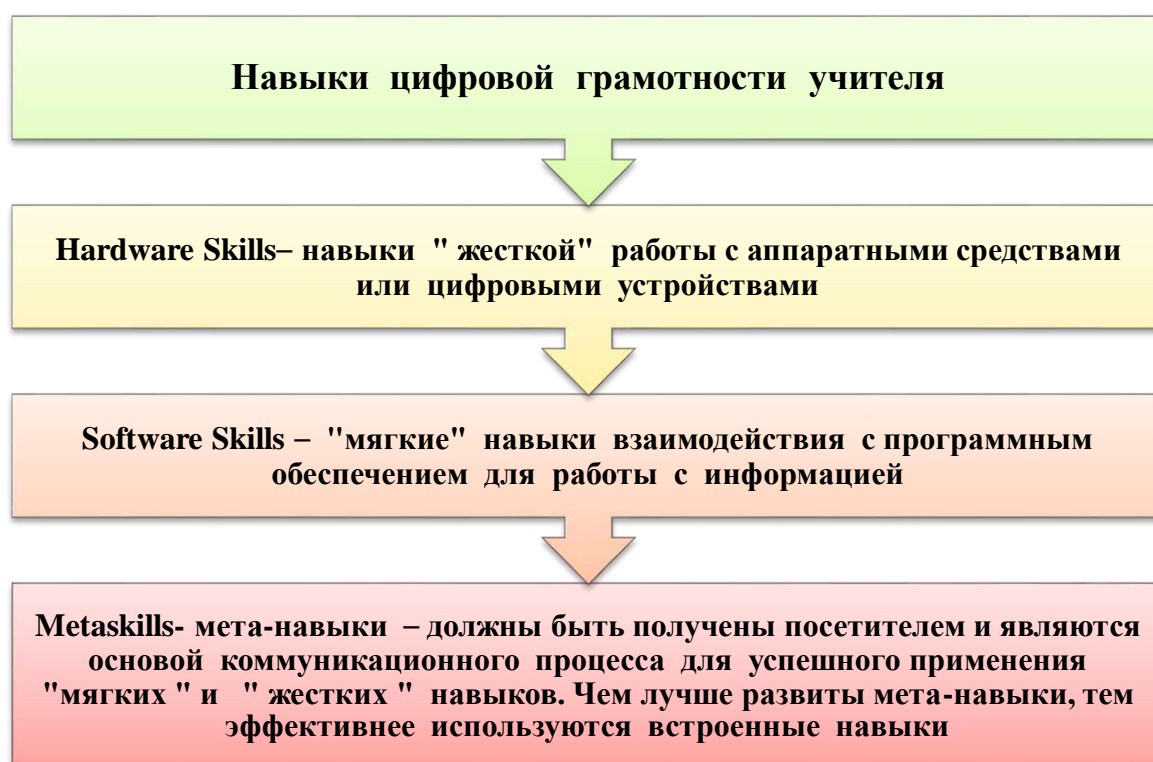 Навыки цифровой грамотности учителя
Hardware Skills– навыки " жесткой" работы с аппаратными средствами
или цифровыми устройствами
Software Skills – "мягкие" навыки взаимодействия с программным
обеспечением для работы с информацией
Metaskills- мета-навыки – должны быть получены посетителем и являются
основой коммуникационного процесса для успешного применения
"мягких " и " жестких " навыков. Чем лучше развиты мета-навыки, тем
эффективнее используются встроенные навыки